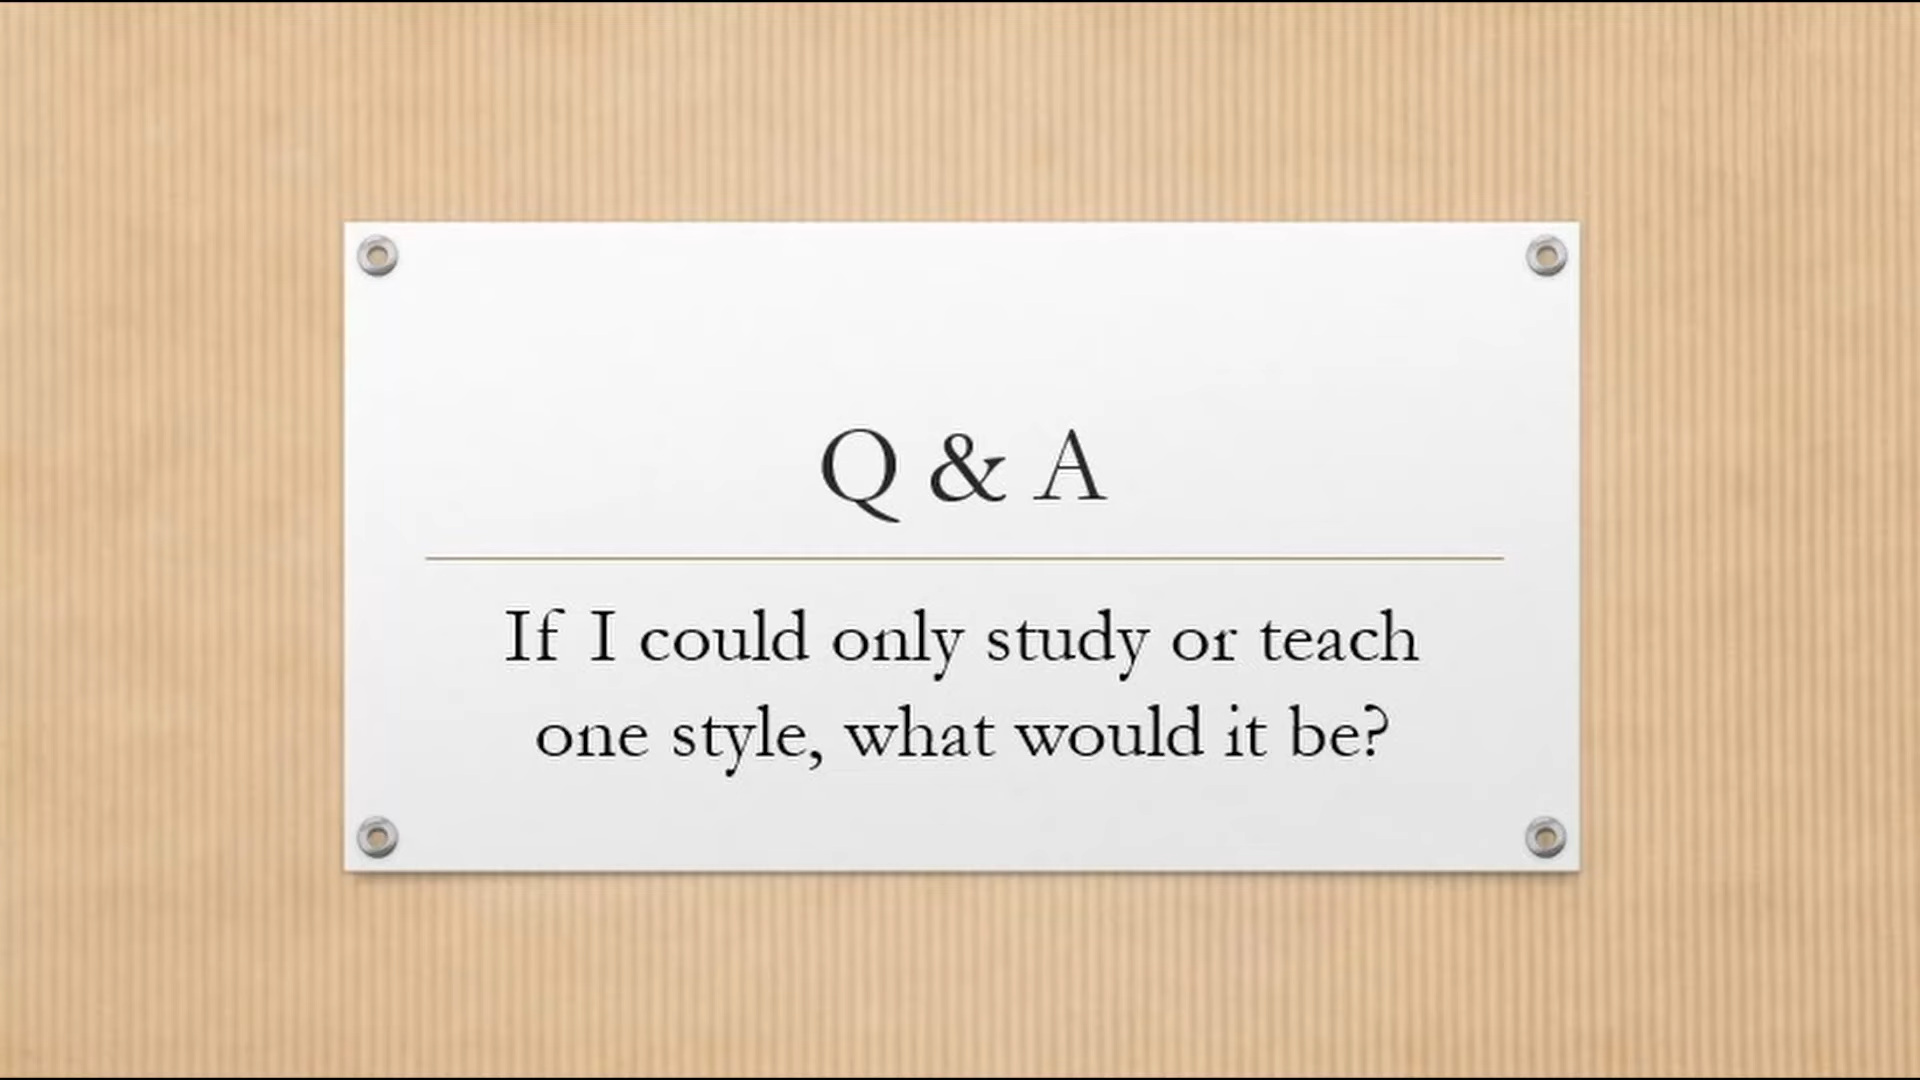 Q & A
If I could only study or teach
one style, what would it be?